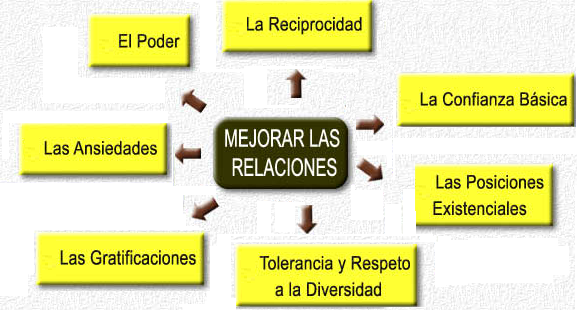 El Poder
La Reciprocidad
La Confianza Básica
Las Ansiedades
MEJORAR LAS
RELACIONES
Las Posiciones
Existenciales
Las Gratificaciones
Tolerancia y Respeto
a la Diversidad